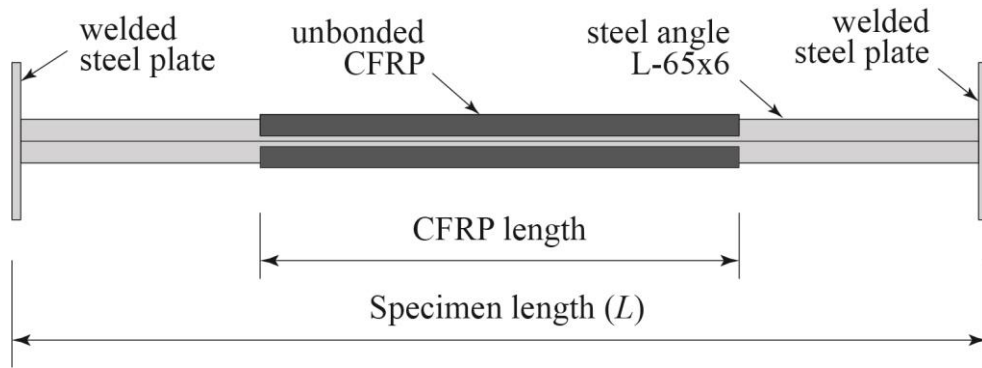 welded
steel plate
unbonded
CFRP
steel angle
L-65x6
welded
steel plate
CFRP length
Specimen length (L)